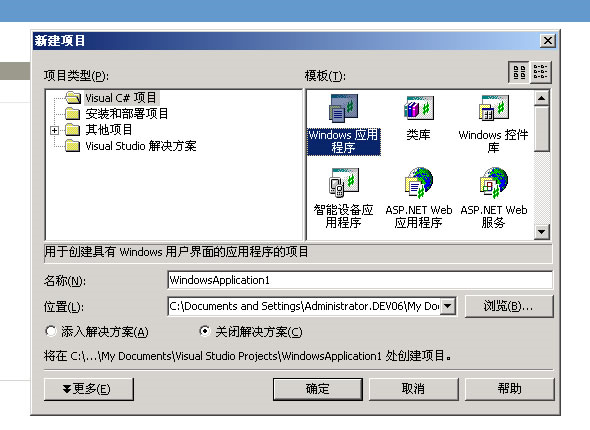 新建项目
项目类型(P):
模板(T):
Visual C# 项目
安装和部署项目
其他项目
Visual Studio 解决方案
Windows 应用
程序
类库
Windows 控件
库
智能设备应
用程序
ASP.NET Web
应用程序
ASP.NET Web
服务
用于创建具有 Windows 用户界面的应用程序的项目
名称(N):
WindowsApplication1
位置(L):
C:\Documents and Settings\Administrator.DEV06\My Do
浏览(B)...
添入解决方案(A)
关闭解决方案(C)
将在 C:\...\My Documents\Visual Studio Projects\WindowsApplication1 处创建项目。
更多(E)
确定
取消
帮助